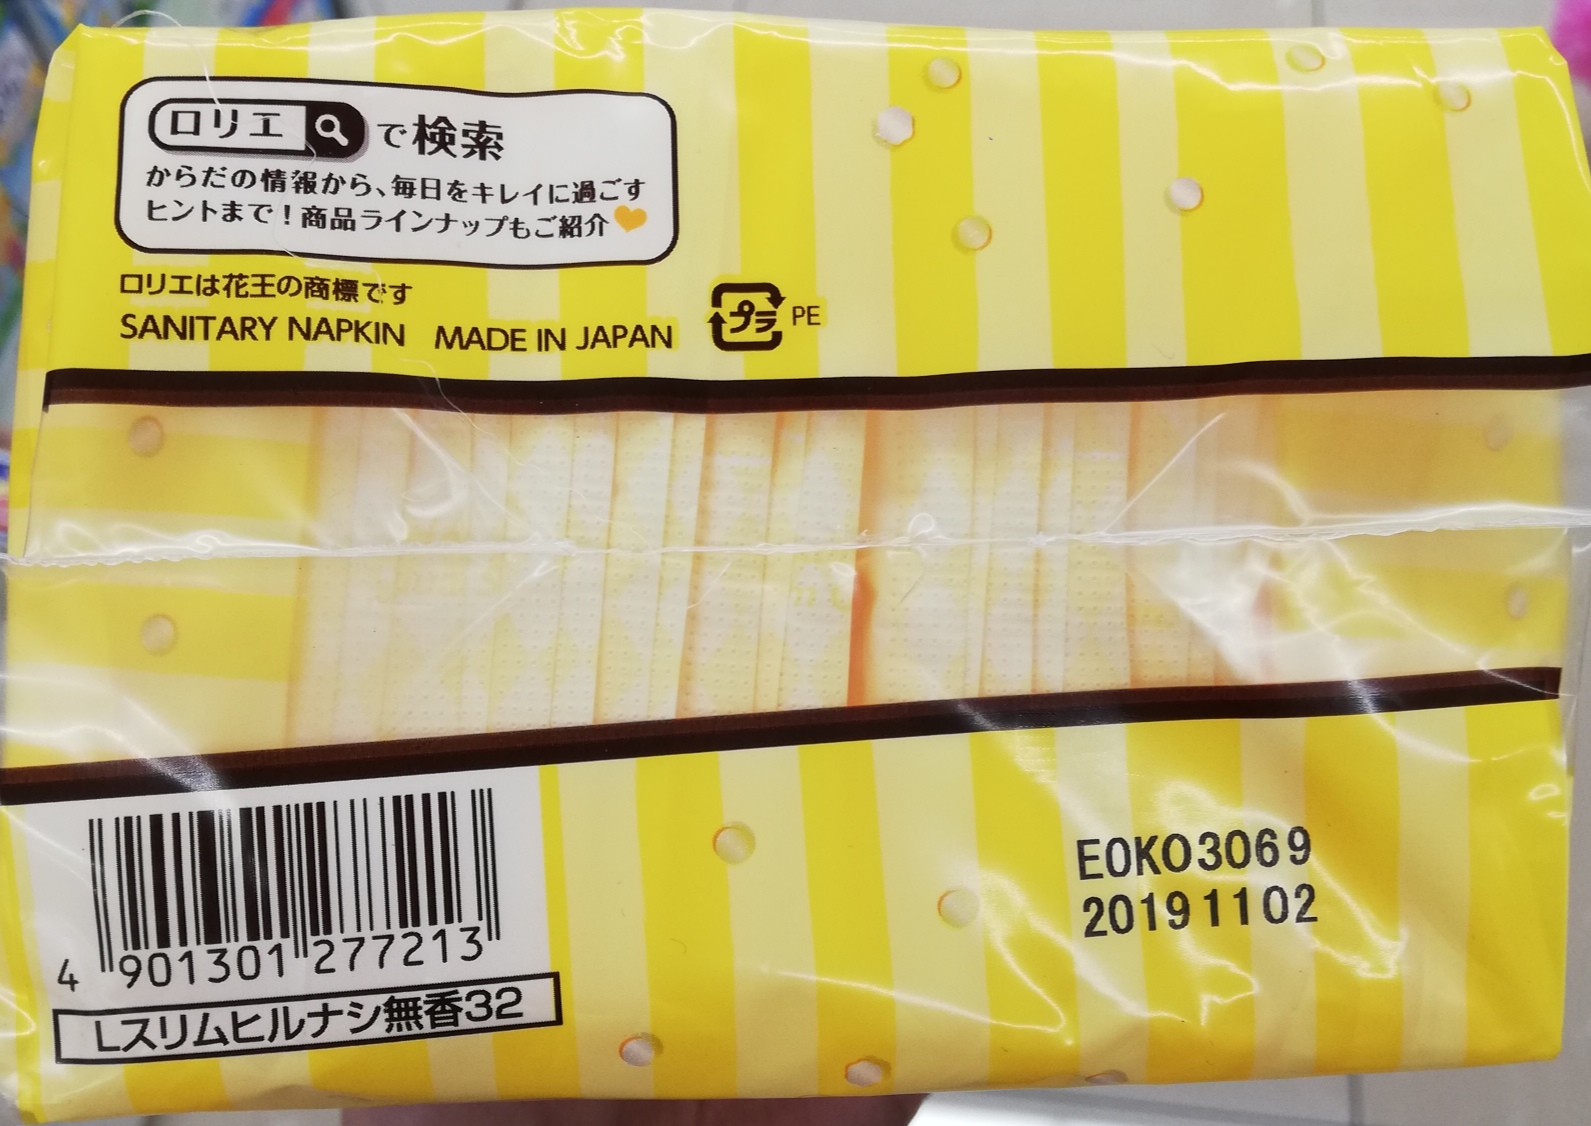 ロリエ で検索
からだの情報から、毎日をキレイに過ごす
ヒントまで！商品ラインナップもご紹介
ロリエは花王の商標です
SANITARY NAPKIN MADE IN JAPAN
プラ PE
4 901301 277213
Lスリムヒルナシ無香32
EOKO3069
20191102